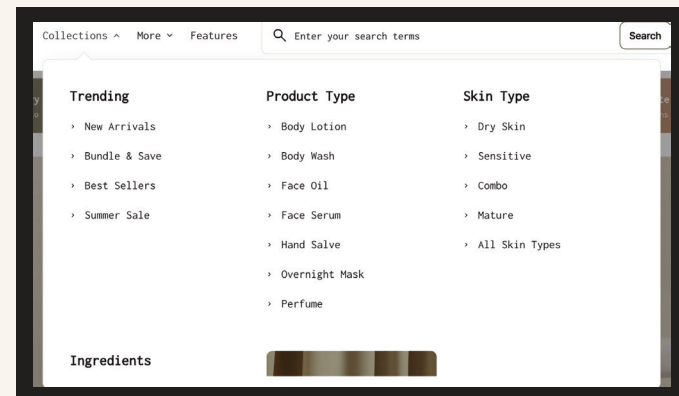 Collections More Features Enter your search terms Search
Trending
New Arrivals
Bundle & Save
Best Sellers
Summer Sale
Product Type
Body Lotion
Body Wash
Face Oil
Face Serum
Hand Salve
Overnight Mask
Perfume
Skin Type
Dry Skin
Sensitive
Combo
Mature
All Skin Types
Ingredients